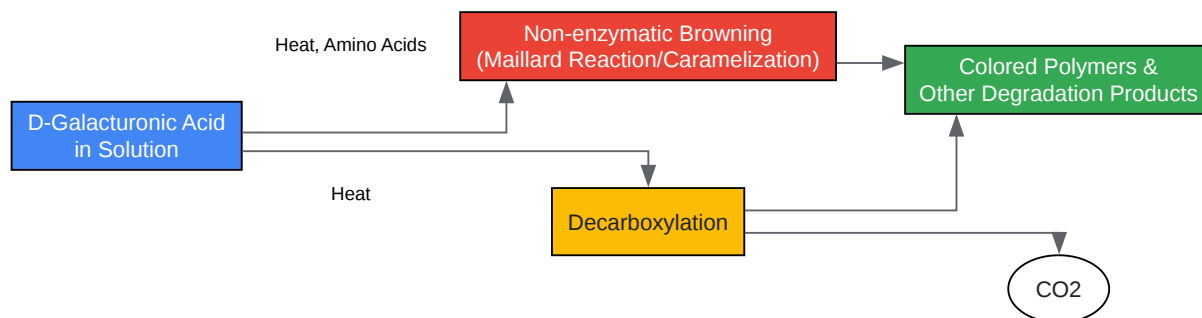 Heat, Amino Acids
Non-enzymatic Browning
(Maillard Reaction/Caramelization)
Colored Polymers &
Other Degradation Products
D-Galacturonic Acid
in Solution
Heat
Decarboxylation
CO2